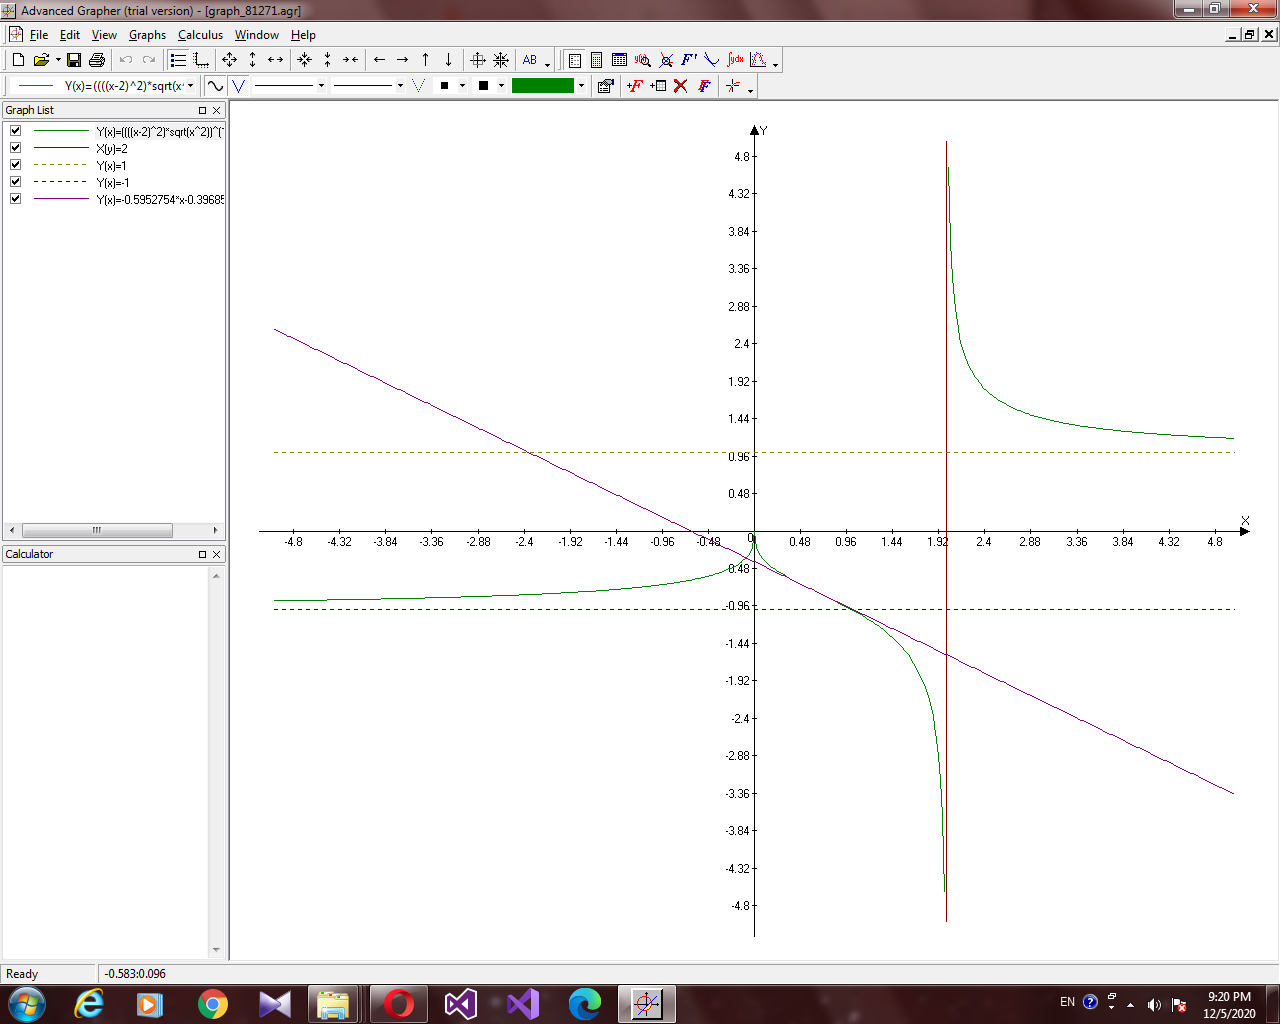 Advanced Grapher (trial version) - [graph_81271.agr]
File Edit View Graphs Calculus Window Help
AB F' ∫ydx
Y(x)=((((x-2)^2)*sqrt(x^ +F F
Graph List
Y(x)=((((x-2)^2)*sqrt(x^2))^(
X(y)=2
Y(x)=1
Y(x)=-1
Y(x)=-0.5952754*x-0.39685
Calculator
Y
4.8
4.32
3.84
3.36
2.88
2.4
1.92
1.44
0.96
0.48
X
0
-4.8 -4.32 -3.84 -3.36 -2.88 -2.4 -1.92 -1.44 -0.96 -0.48 0.48 0.96 1.44 1.92 2.4 2.88 3.36 3.84 4.32 4.8
-0.48
-0.96
-1.44
-1.92
-2.4
-2.88
-3.36
-3.84
-4.32
-4.8
Ready -0.583:0.096
EN 9:20 PM
12/5/2020